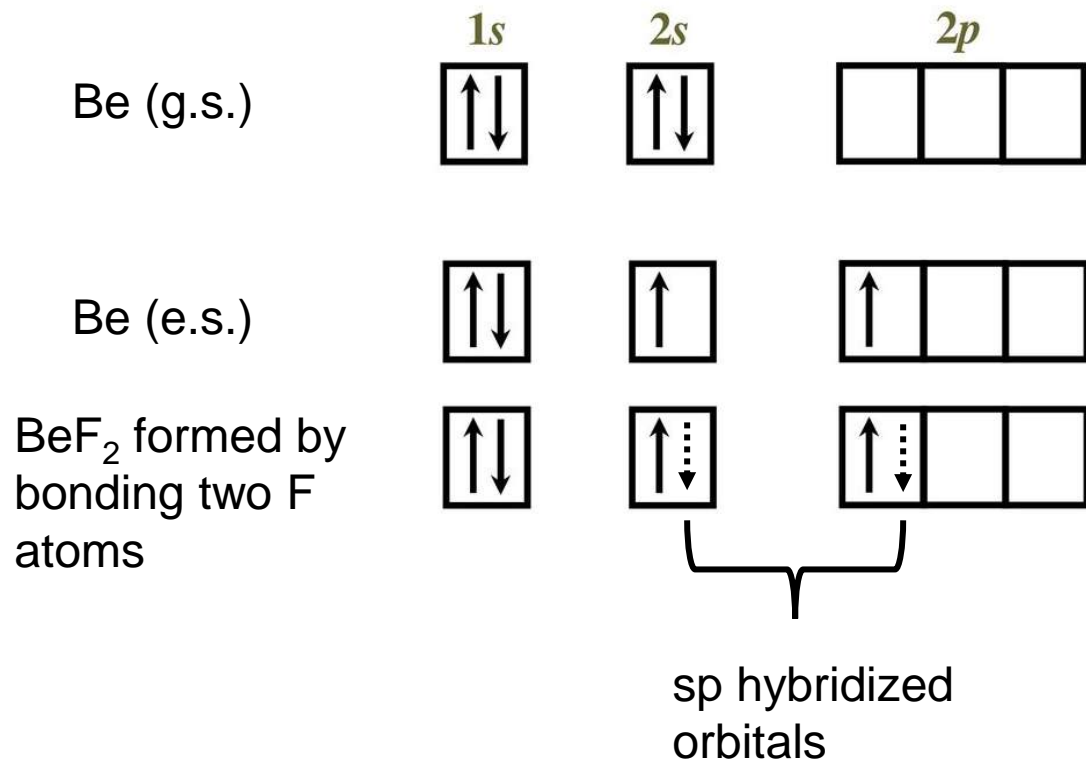 1s 2s 2p
Be (g.s.)
Be (e.s.)
BeF₂ formed by
bonding two F
atoms
sp hybridized
orbitals